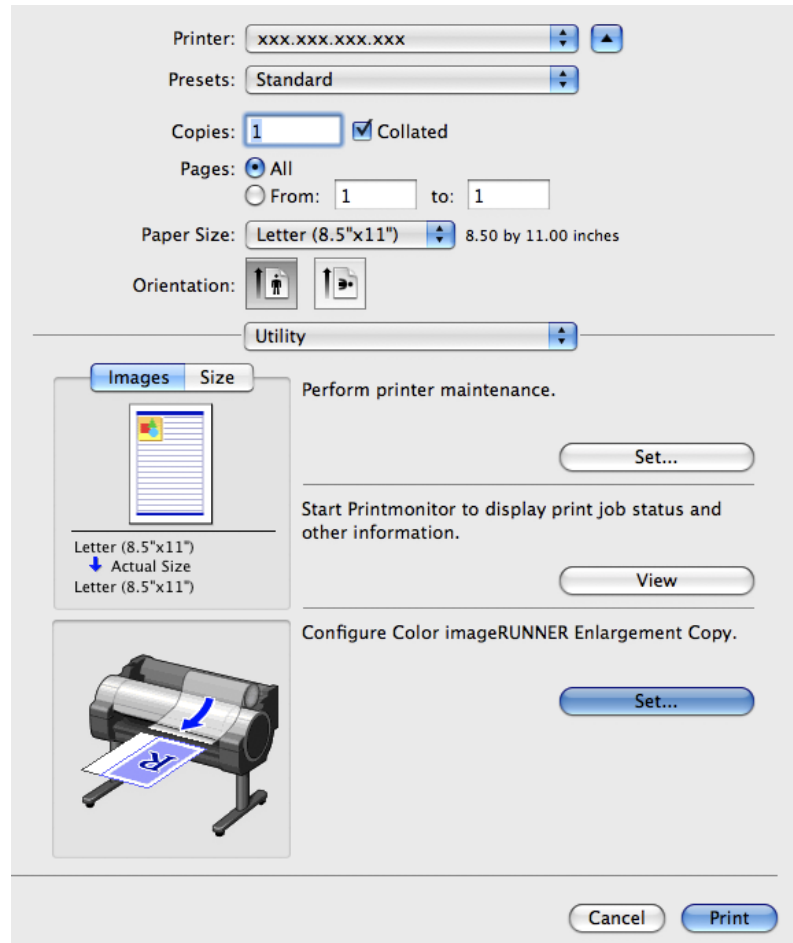 Printer: xxx.xxx.xxx.xxx
Presets: Standard
Copies: 1 Collated
Pages: All
From: 1 to: 1
Paper Size: Letter (8.5"x11") 8.50 by 11.00 inches
Orientation:
Utility
Images Size
Letter (8.5"x11")
Actual Size
Letter (8.5"x11")
Perform printer maintenance.
Set...
Start Printmonitor to display print job status and
other information.
View
Configure Color imageRUNNER Enlargement Copy.
Set...
R
Cancel Print